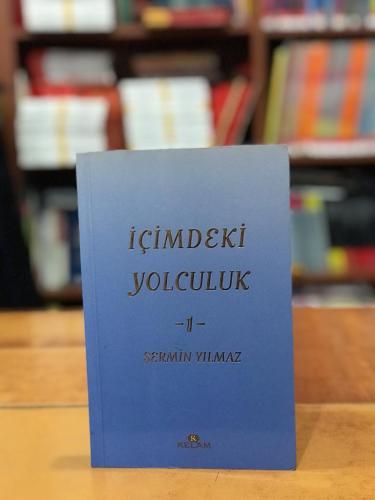 İÇİMDEKİ
YOLCULUK
-1-
ŞERMİN YILMAZ
K
KELAM